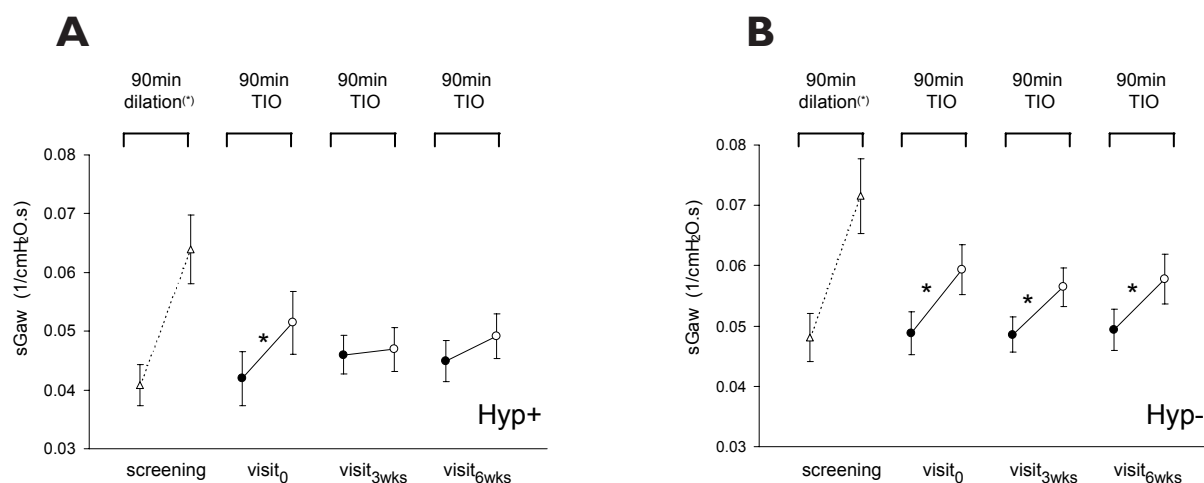 A
90min 90min 90min 90min
dilation(*) TIO TIO TIO
sGaw (1/cmH₂O.s)
0.08
0.07
0.06
0.05
0.04
0.03
*
Hyp+
screening visit₀ visit₃wks visit₆wks
B
90min 90min 90min 90min
dilation(*) TIO TIO TIO
sGaw (1/cmH₂O.s)
0.08
0.07
0.06
0.05
0.04
0.03
* * *
Hyp-
screening visit₀ visit₃wks visit₆wks